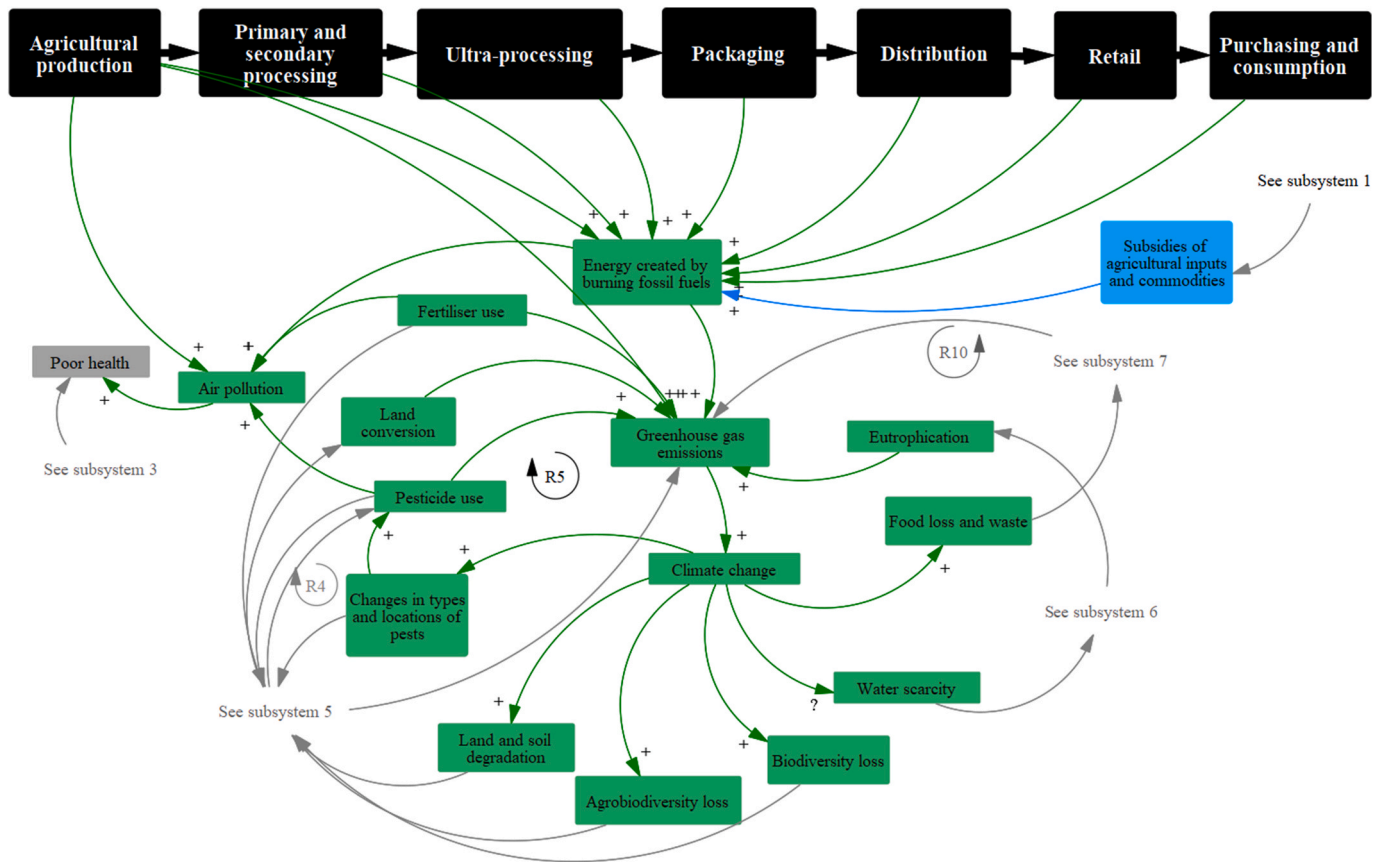 Agricultural
production
Primary and
secondary
processing
Ultra-processing
Packaging
Distribution
Retail
Purchasing and
consumption
See subsystem 1
+
+
+
+
+
Energy created by
burning fossil fuels
Subsidies of
agricultural inputs
and commodities
+
+
+
Fertiliser use
R10
+
+
Poor health
See subsystem 7
Air pollution
+
+
++++
Land
conversion
+
Greenhouse gas
emissions
Eutrophication
See subsystem 3
R5
+
Pesticide use
Food loss and waste
+
+
+
Climate change
+
R4
Changes in types
and locations of
pests
See subsystem 6
Water scarcity
?
See subsystem 5
+
Land and soil
degradation
+
+
Biodiversity loss
Agrobiodiversity loss